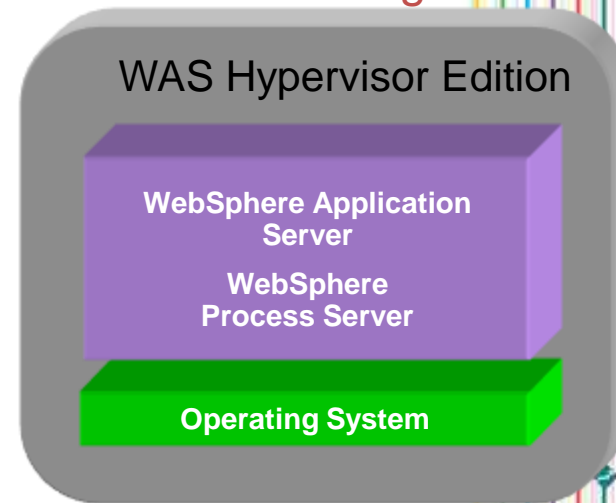 WAS Hypervisor Edition
WebSphere Application
Server
WebSphere
Process Server
Operating System